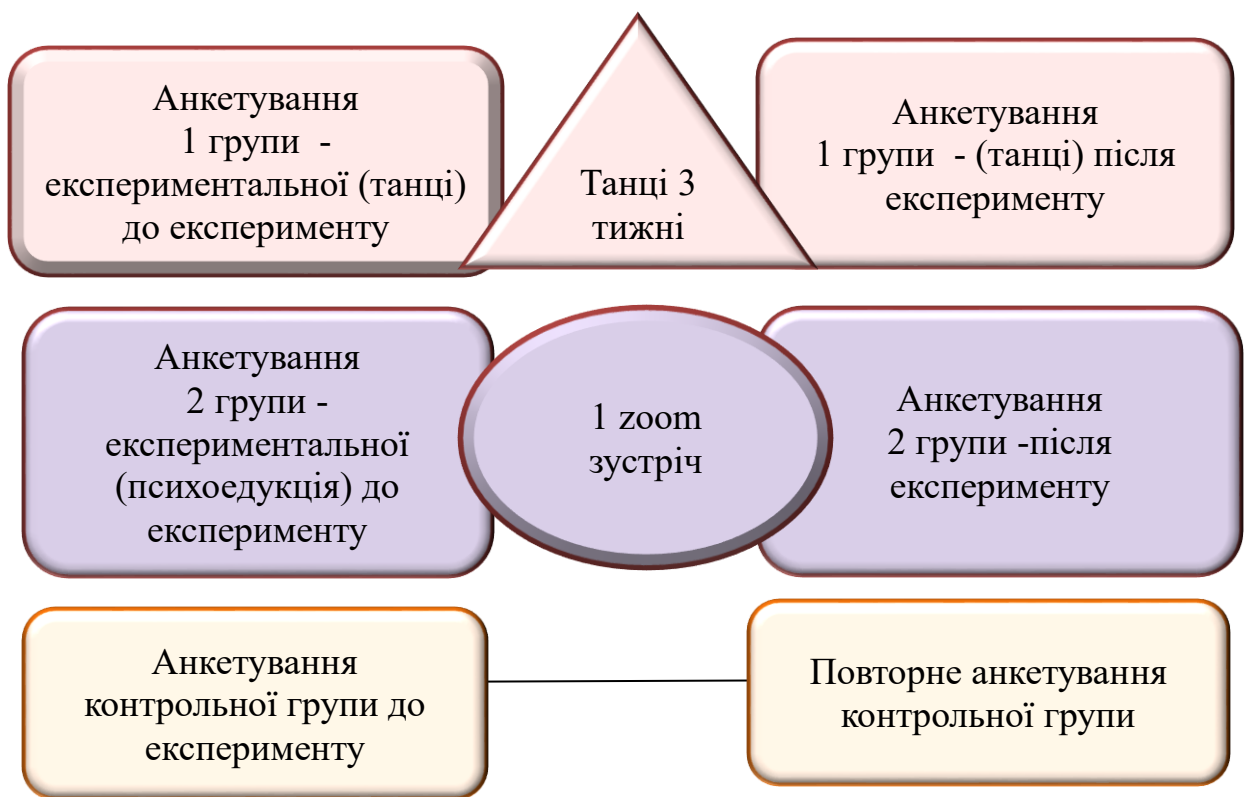 Анкетування
1 групи -
експериментальної (танці)
до експерименту
Танці 3
тижні
Анкетування
1 групи - (танці) після
експерименту
Анкетування
2 групи -
експериментальної
(психоедукція) до
експерименту
1 zoom
зустріч
Анкетування
2 групи -після
експерименту
Анкетування
контрольної групи до
експерименту
Повторне анкетування
контрольної групи